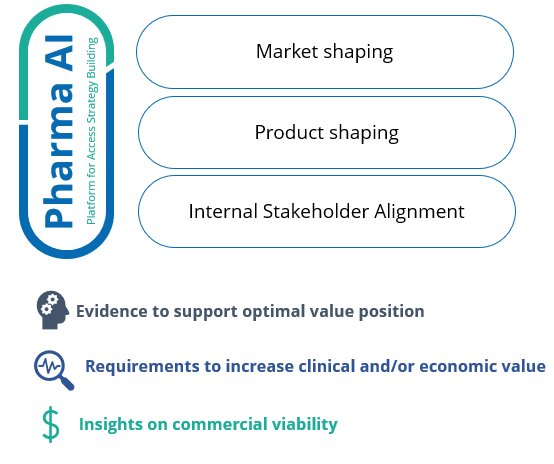 Pharma AI
Platform for Access Strategy Building
Market shaping
Product shaping
Internal Stakeholder Alignment
Evidence to support optimal value position
Requirements to increase clinical and/or economic value
$ Insights on commercial viability